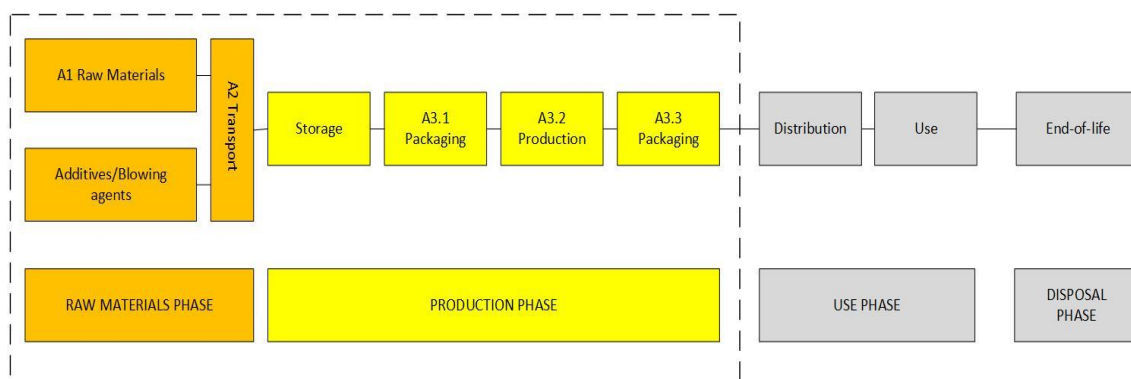 A1 Raw Materials
Additives/Blowing
agents
A2 Transport
Storage
A3.1
Packaging
A3.2
Production
A3.3
Packaging
Distribution
Use
End-of-life
RAW MATERIALS PHASE
PRODUCTION PHASE
USE PHASE
DISPOSAL
PHASE